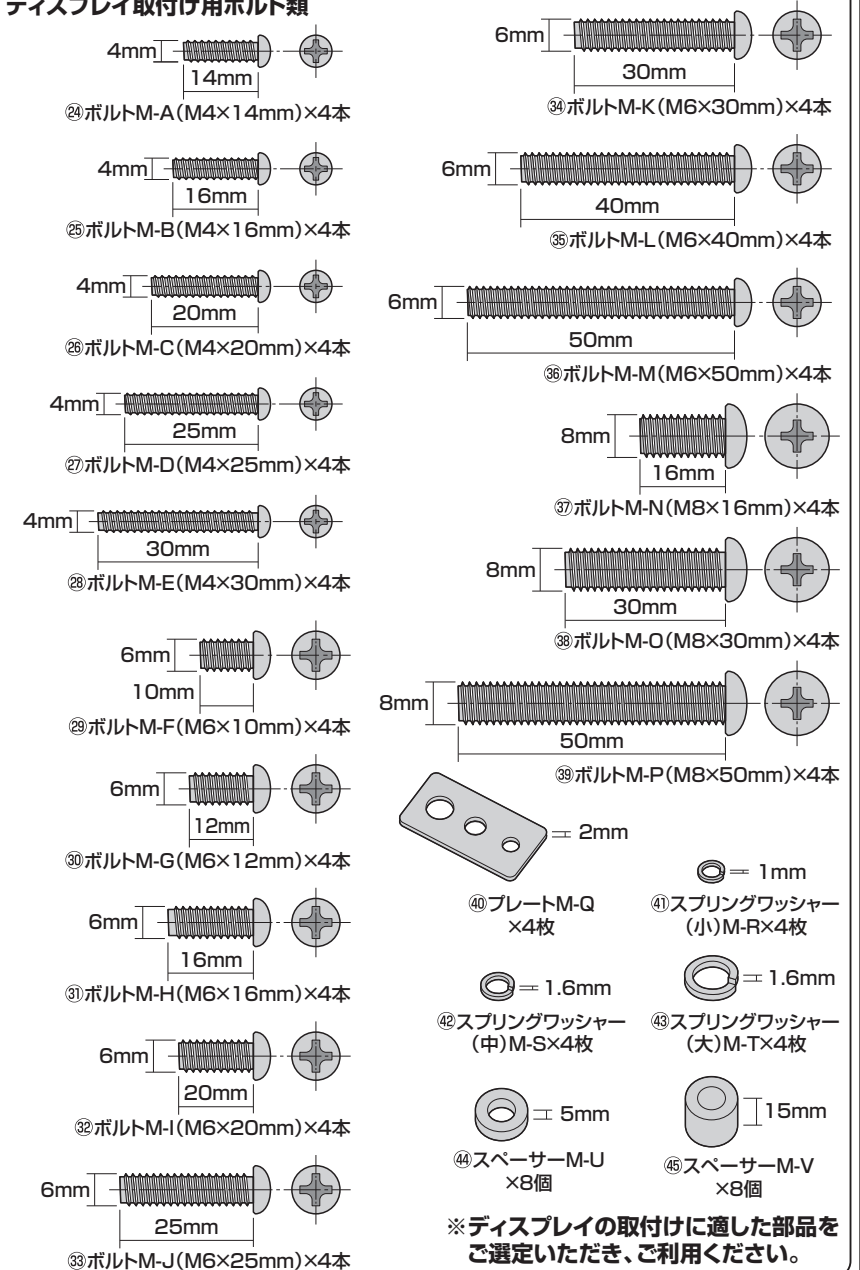 ディスプレイ取付け用ボルト類
4mm
14mm
㉔ボルトM-A(M4×14mm)×4本
4mm
16mm
㉕ボルトM-B(M4×16mm)×4本
4mm
20mm
㉖ボルトM-C(M4×20mm)×4本
4mm
25mm
㉗ボルトM-D(M4×25mm)×4本
4mm
30mm
㉘ボルトM-E(M4×30mm)×4本
6mm
10mm
㉙ボルトM-F(M6×10mm)×4本
6mm
12mm
㉚ボルトM-G(M6×12mm)×4本
6mm
16mm
㉛ボルトM-H(M6×16mm)×4本
6mm
20mm
㉜ボルトM-I(M6×20mm)×4本
6mm
25mm
㉝ボルトM-J(M6×25mm)×4本
6mm
30mm
㉞ボルトM-K(M6×30mm)×4本
6mm
40mm
㉟ボルトM-L(M6×40mm)×4本
6mm
50mm
㊱ボルトM-M(M6×50mm)×4本
8mm
16mm
㊲ボルトM-N(M8×16mm)×4本
8mm
30mm
㊳ボルトM-O(M8×30mm)×4本
8mm
50mm
㊴ボルトM-P(M8×50mm)×4本
2mm
㊵プレートM-Q
×4枚
1mm
㊶スプリングワッシャー
(小)M-R×4枚
1.6mm
㊷スプリングワッシャー
(中)M-S×4枚
1.6mm
㊸スプリングワッシャー
(大)M-T×4枚
5mm
㊹スペーサーM-U
×8個
15mm
㊺スペーサーM-V
×8個
※ディスプレイの取付けに適した部品を
ご選定いただき、ご利用ください。